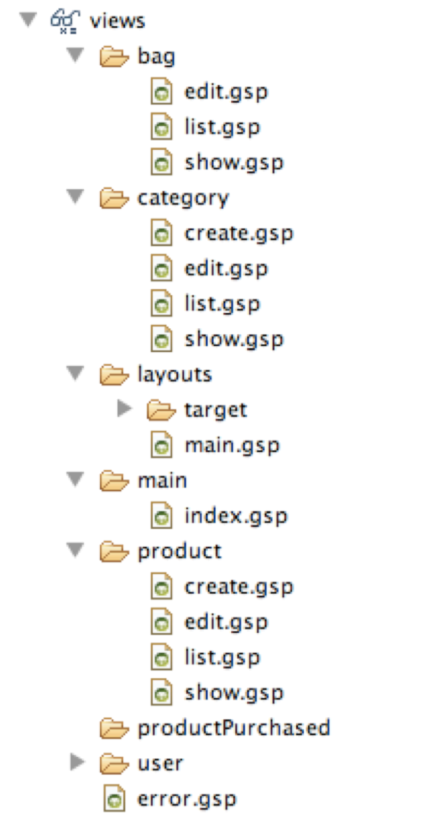 views
bag
edit.gsp
list.gsp
show.gsp
category
create.gsp
edit.gsp
list.gsp
show.gsp
layouts
target
main.gsp
main
index.gsp
product
create.gsp
edit.gsp
list.gsp
show.gsp
productPurchased
user
error.gsp